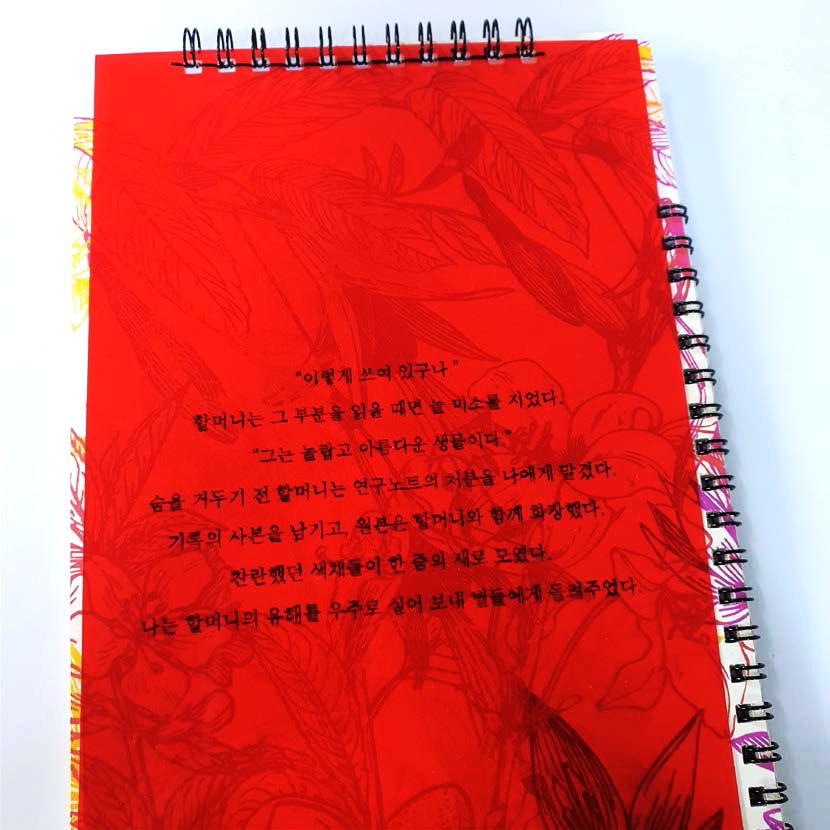 “이렇게 쓰여 있구나.”
할머니는 그 부분을 읽을 때면 늘 미소를 지었다.
“그는 놀랍고 아름다운 생물이다.”
숨을 거두기 전 할머니는 연구노트의 처분을 나에게 맡겼다.
기록의 사본을 남기고, 원본은 할머니와 함께 화장했다.
찬란했던 색채들이 한 줌의 재로 모였다.
나는 할머니의 유해를 우주로 실어 보내 별들에게 돌려주었다.